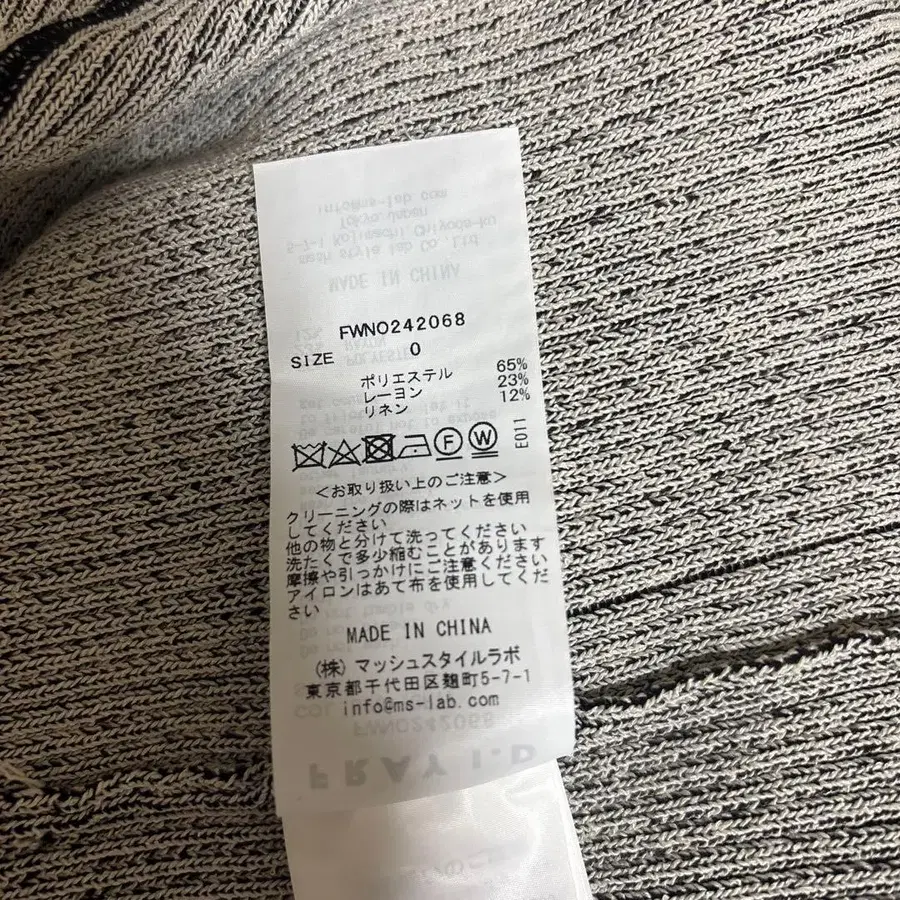 FWNO242068
SIZE 0
ポリエステル 65%
レーヨン 23%
リネン 12%
F W E011
<お取り扱い上のご注意>
クリーニングの際はネットを使用
してください
他の物と分けて洗ってください
洗たくで多少縮むことがあります
摩擦や引っかけにご注意ください
アイロンはあて布を使用してくだ
さい
MADE IN CHINA
(株) マッシュスタイルラボ
東京都千代田区麹町5-7-1
info@ms-lab.com
FRAY I.D